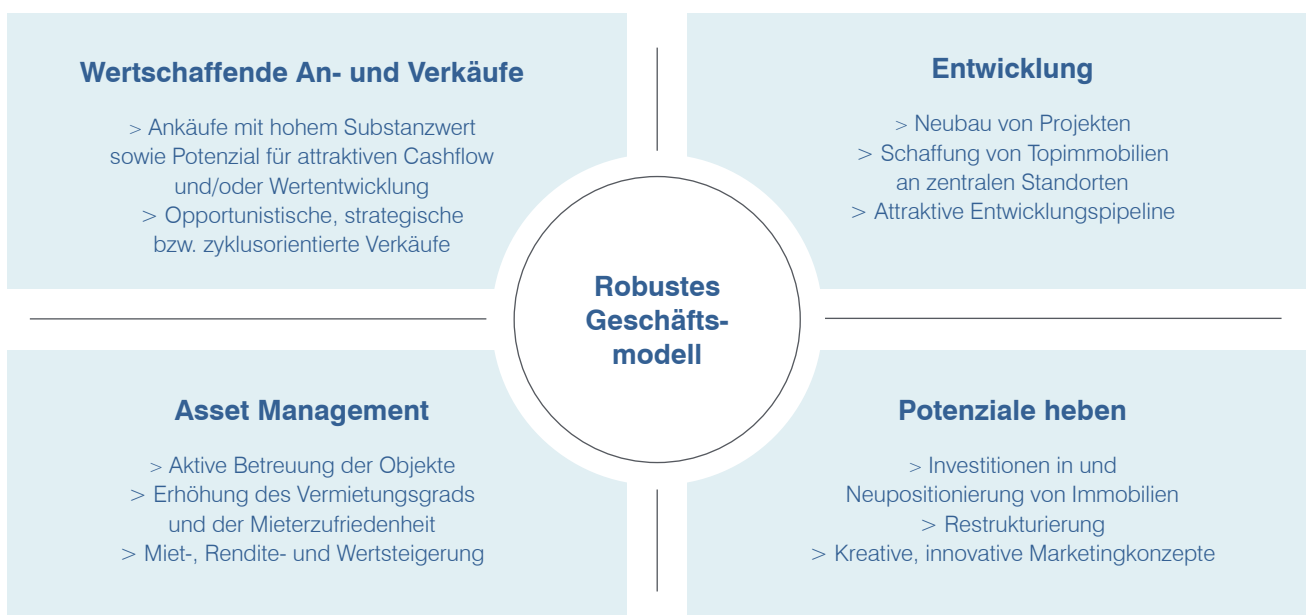 Wertschaffende An- und Verkäufe
> Ankäufe mit hohem Substanzwert
sowie Potenzial für attraktiven Cashflow
und/oder Wertentwicklung
> Opportunistische, strategische
bzw. zyklusorientierte Verkäufe
Entwicklung
> Neubau von Projekten
> Schaffung von Topimmobilien
an zentralen Standorten
> Attraktive Entwicklungspipeline
Robustes
Geschäfts-
modell
Asset Management
> Aktive Betreuung der Objekte
> Erhöhung des Vermietungsgrads
und der Mieterzufriedenheit
> Miet-, Rendite- und Wertsteigerung
Potenziale heben
> Investitionen in und
Neupositionierung von Immobilien
> Restrukturierung
> Kreative, innovative Marketingkonzepte